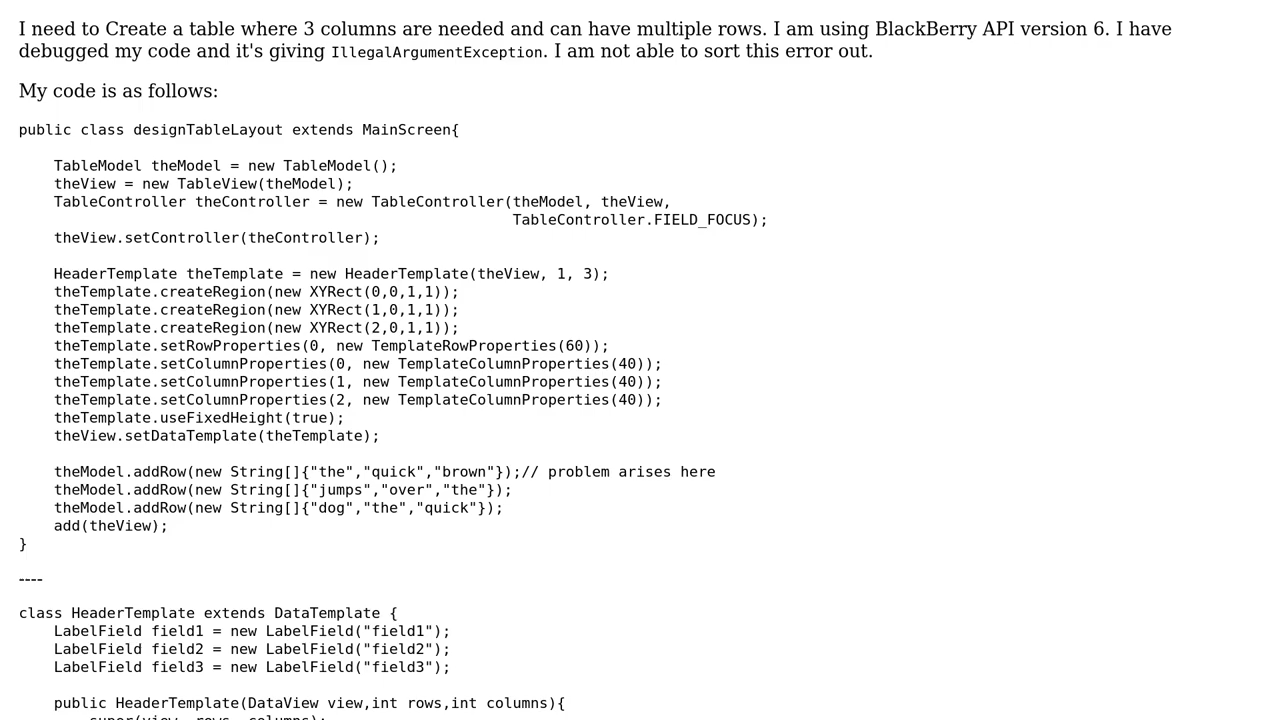 I need to Create a table where 3 columns are needed and can have multiple rows. I am using BlackBerry API version 6. I have
debugged my code and it's giving IllegalArgumentException. I am not able to sort this error out.
My code is as follows:
public class designTableLayout extends MainScreen{
    TableModel theModel = new TableModel();
    theView = new TableView(theModel);
    TableController theController = new TableController(theModel, theView,
                                                        TableController.FIELD_FOCUS);
    theView.setController(theController);
    HeaderTemplate theTemplate = new HeaderTemplate(theView, 1, 3);
    theTemplate.createRegion(new XYRect(0,0,1,1));
    theTemplate.createRegion(new XYRect(1,0,1,1));
    theTemplate.createRegion(new XYRect(2,0,1,1));
    theTemplate.setRowProperties(0, new TemplateRowProperties(60));
    theTemplate.setColumnProperties(0, new TemplateColumnProperties(40));
    theTemplate.setColumnProperties(1, new TemplateColumnProperties(40));
    theTemplate.setColumnProperties(2, new TemplateColumnProperties(40));
    theTemplate.useFixedHeight(true);
    theView.setDataTemplate(theTemplate);
    theModel.addRow(new String[]{"the","quick","brown"});// problem arises here
    theModel.addRow(new String[]{"jumps","over","the"});
    theModel.addRow(new String[]{"dog","the","quick"});
    add(theView);
}
----
class HeaderTemplate extends DataTemplate {
    LabelField field1 = new LabelField("field1");
    LabelField field2 = new LabelField("field2");
    LabelField field3 = new LabelField("field3");
    public HeaderTemplate(DataView view,int rows,int columns){
        super(view, rows, columns);